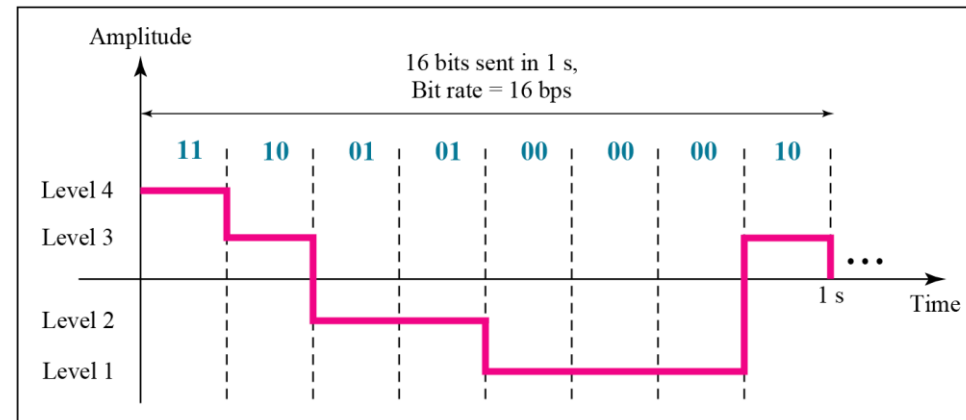 Amplitude
16 bits sent in 1 s,
Bit rate = 16 bps
11 10 01 01 00 00 00 10
Level 4
Level 3
...
1 s
Time
Level 2
Level 1